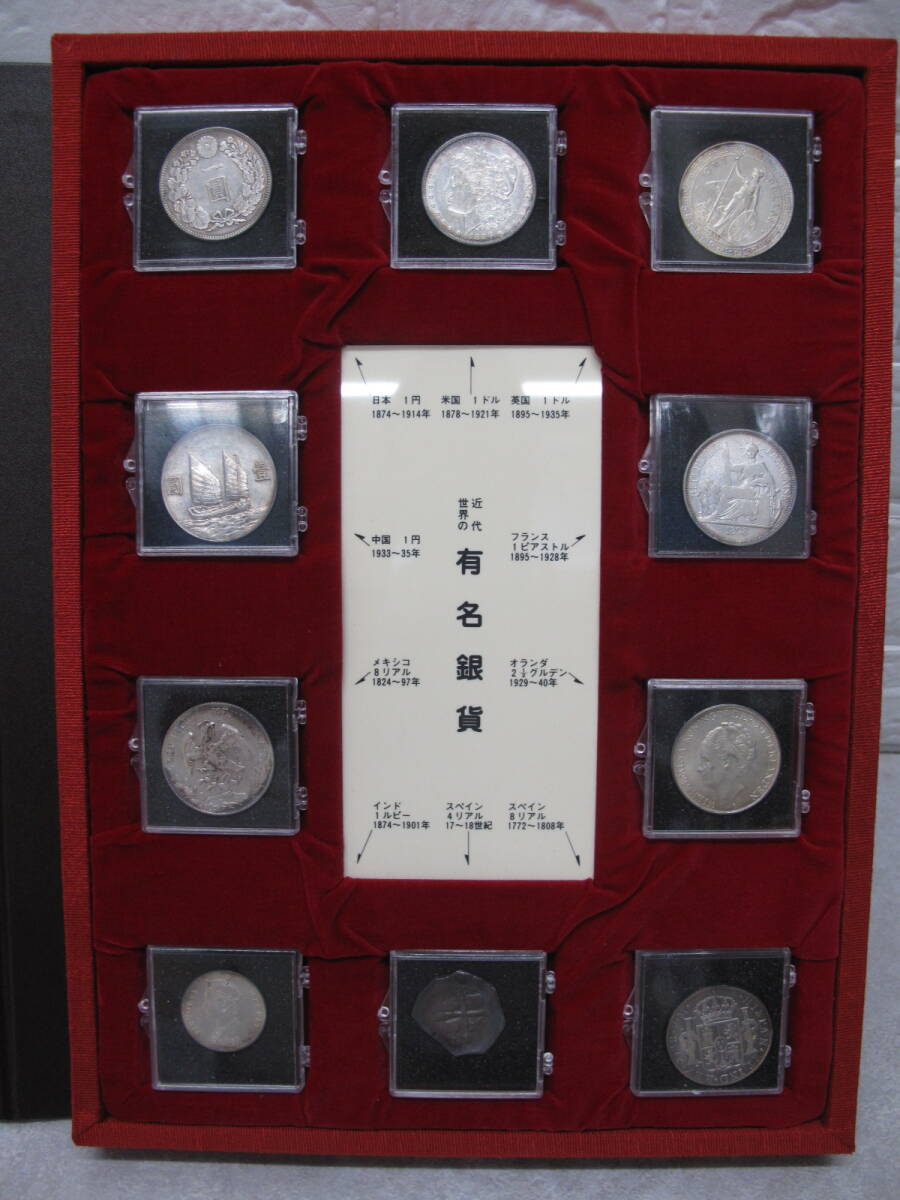 日本 1円
1874〜1914年
米国 1ドル
1878〜1921年
英国 1ドル
1895〜1935年
近代
世界の
有名銀貨
中国 1円
1933〜35年
フランス
1ピアストル
1895〜1928年
メキシコ
8リアル
1824〜97年
オランダ
2½グルデン
1929〜40年
インド
1ルピー
1874〜1901年
スペイン
4リアル
17〜18世紀
スペイン
8リアル
1772〜1808年
一圓
壹
圓